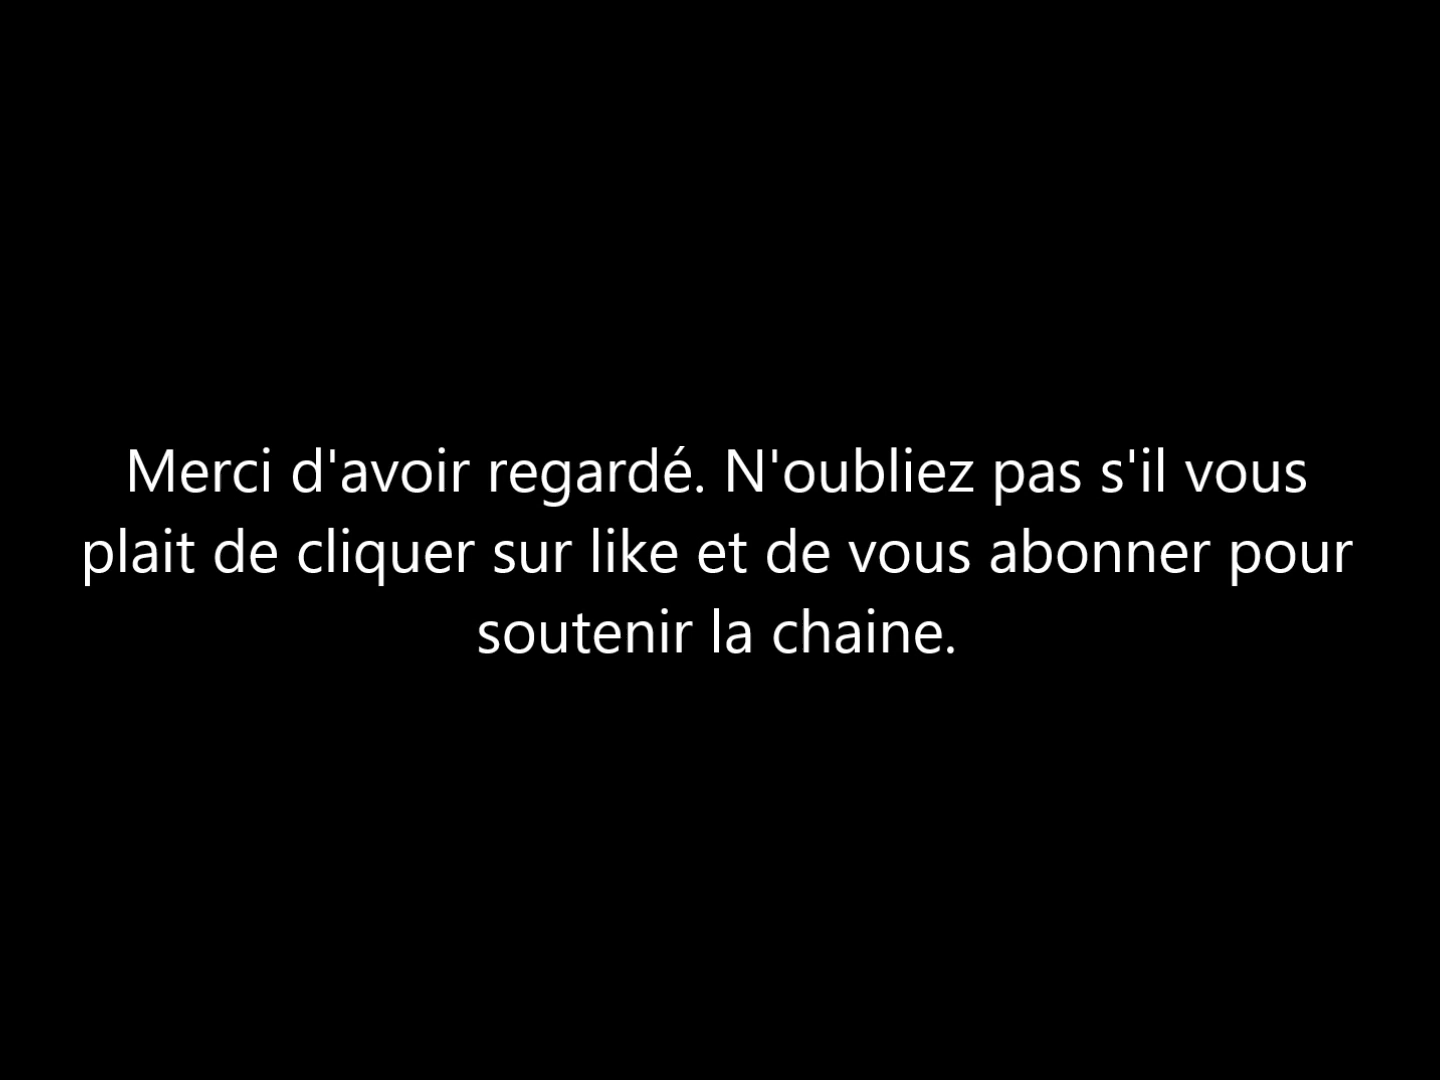 Merci d'avoir regardé. N'oubliez pas s'il vous
plait de cliquer sur like et de vous abonner pour
soutenir la chaine.